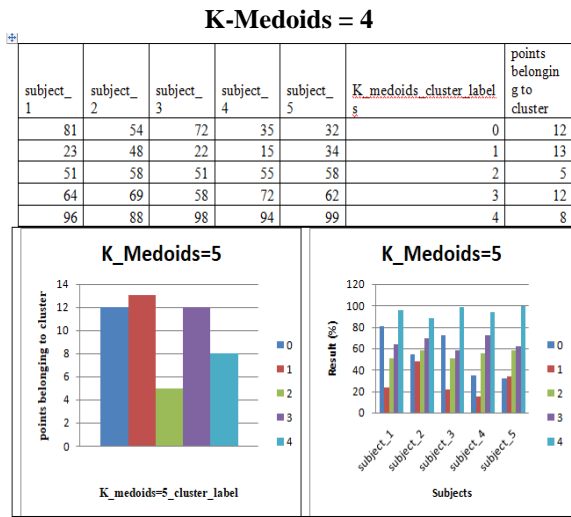 K-Medoids = 4
subject_1 subject_2 subject_3 subject_4 subject_5 K_medoids_cluster_labels points belonging to cluster
81 54 72 35 32 0 12
23 48 22 15 34 1 13
51 58 51 55 58 2 5
64 69 58 72 62 3 12
96 88 98 94 99 4 8
K_Medoids=5
points belonging to cluster
14
12
10
8
6
4
2
0
0
1
2
3
4
K_medoids=5_cluster_label
K_Medoids=5
Result (%)
120
100
80
60
40
20
0
subject_1 subject_2 subject_3 subject_4 subject_5
0
1
2
3
4
Subjects